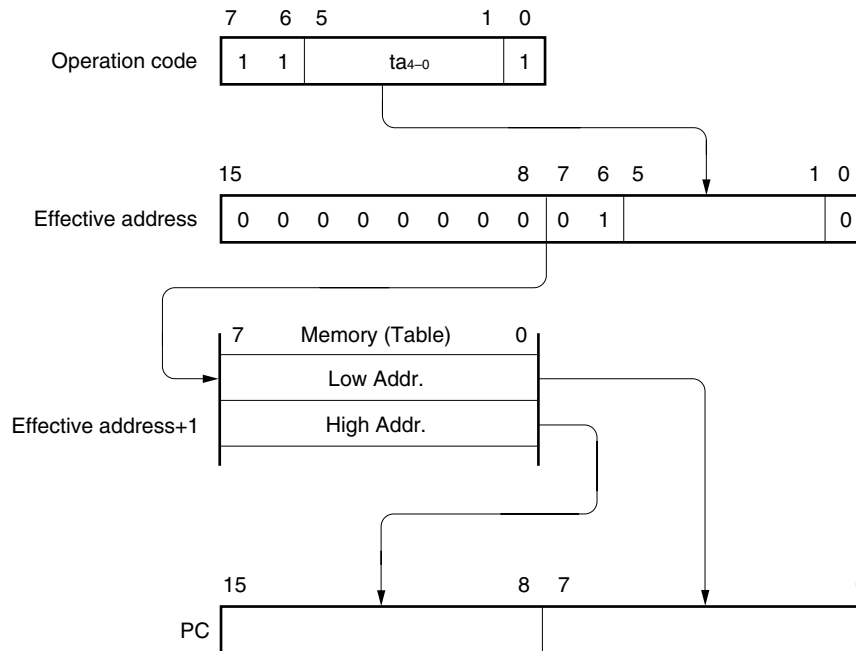 7 6 5 1 0
Operation code 1 1 ta4–0 1
15 8 7 6 5 1 0
Effective address 0 0 0 0 0 0 0 0 0 1 0
7 Memory (Table) 0
Low Addr.
Effective address+1 High Addr.
15 8 7
PC